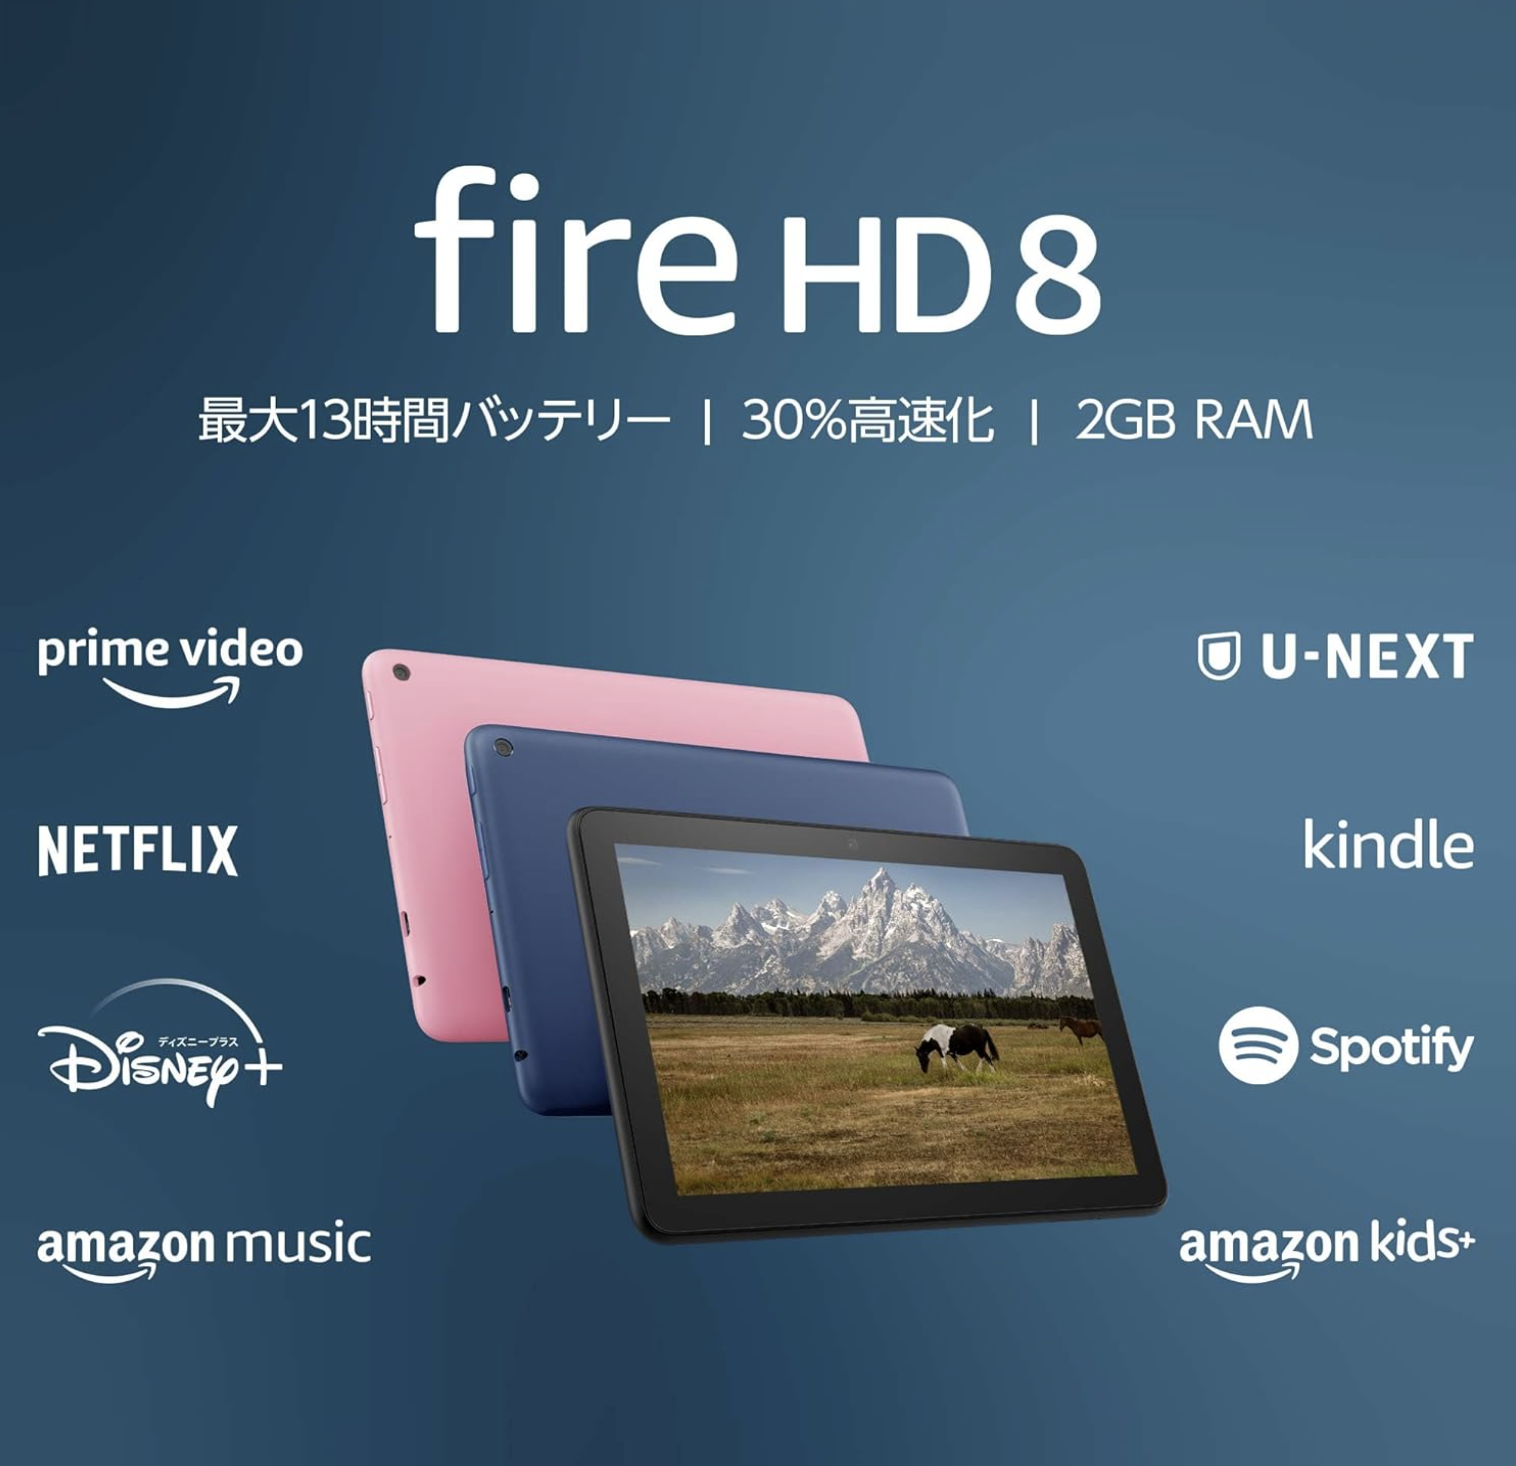 fire HD 8
最大13時間バッテリー | 30%高速化 | 2GB RAM
prime video
U-NEXT
NETFLIX
kindle
ディズニープラス
Disney+
Spotify
amazon music
amazon kids+